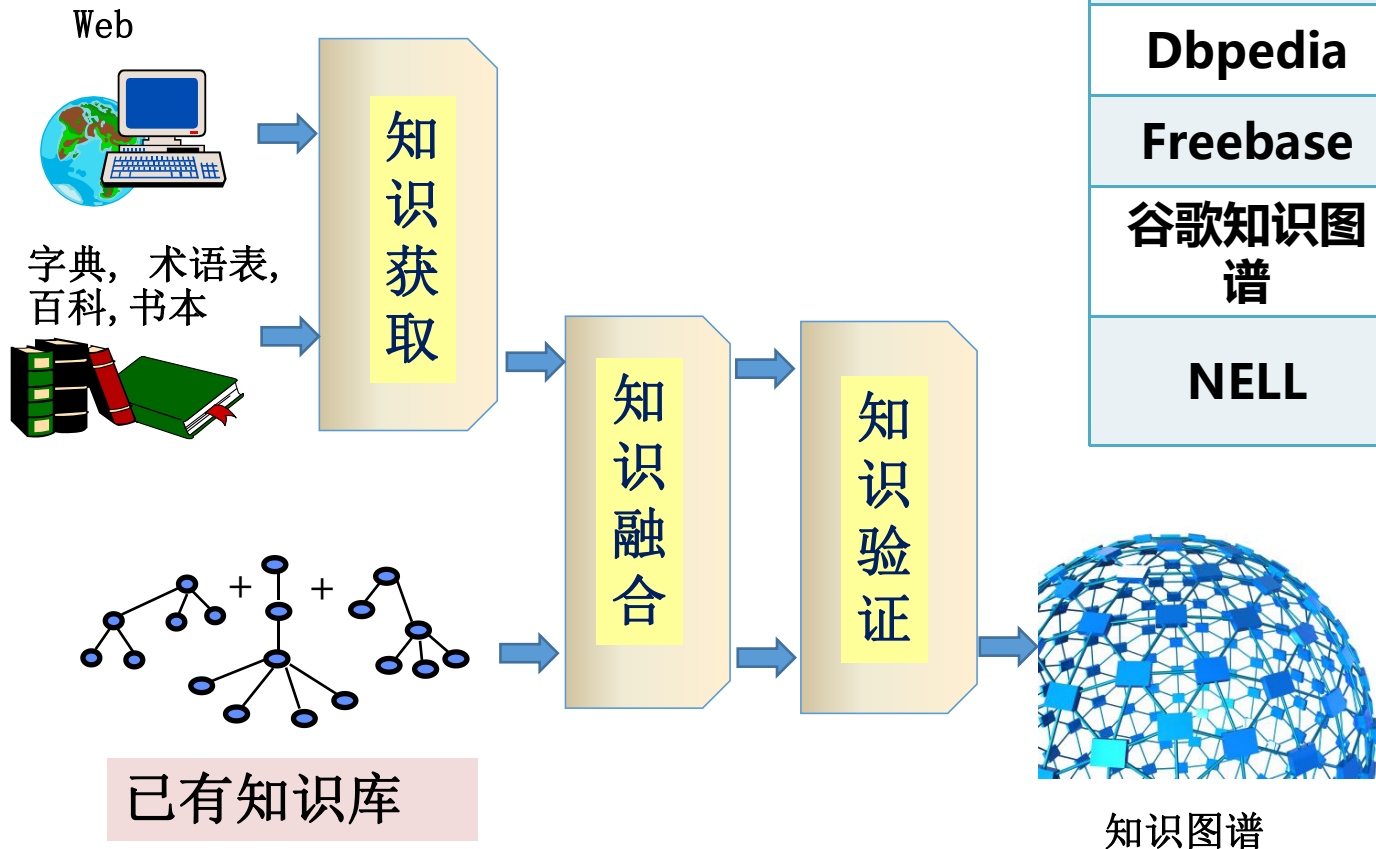 Web
字典, 术语表,
百科,书本
知
识
获
取
知
识
融
合
知
识
验
证
+
+
已有知识库
Dbpedia
Freebase
谷歌知识图
谱
NELL
知识图谱